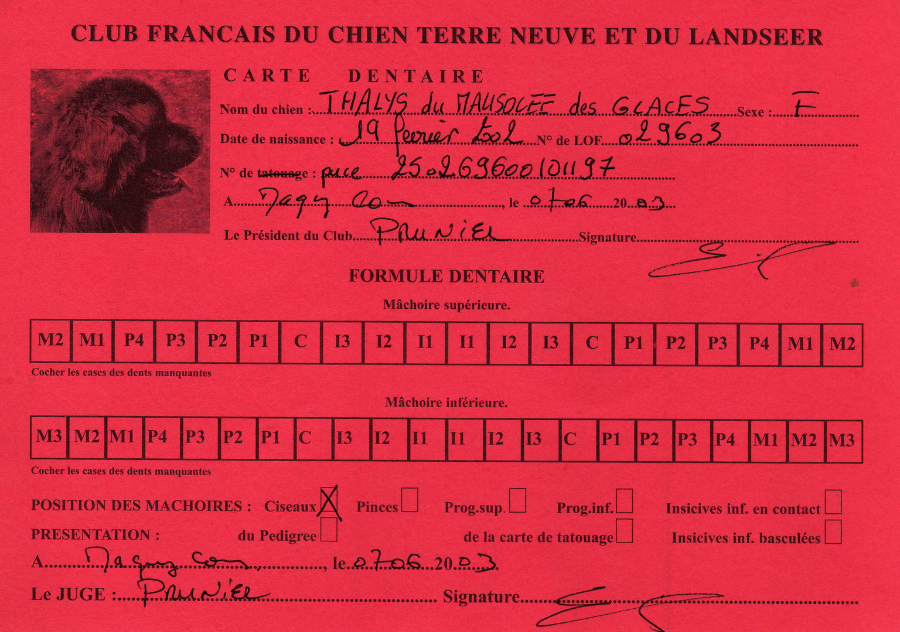 CLUB FRANCAIS DU CHIEN TERRE NEUVE ET DU LANDSEER
CARTE DENTAIRE
Nom du chien : THALYS du MAUSOLEE des GLACES Sexe : F
Date de naissance : 19 février N° de LOF 029603
N° de tatouage : puce 250269600101197
A , le 07 06 2003
Le Président du Club PRUNIER Signature
FORMULE DENTAIRE
Mâchoire supérieure.
M2 M1 P4 P3 P2 P1 C I3 I2 I1 I1 I2 I3 C P1 P2 P3 P4 M1 M2
Cocher les cases des dents manquantes
Mâchoire inférieure.
M3 M2 M1 P4 P3 P2 P1 C I3 I2 I1 I1 I2 I3 C P1 P2 P3 P4 M1 M2 M3
Cocher les cases des dents manquantes
POSITION DES MACHOIRES : Ciseaux X Pinces Prog.sup. Prog.inf. Insicives inf. en contact
PRESENTATION : du Pedigree de la carte de tatouage Insicives inf. basculées
A , le 07 06 2003
Le JUGE : PRUNIER Signature